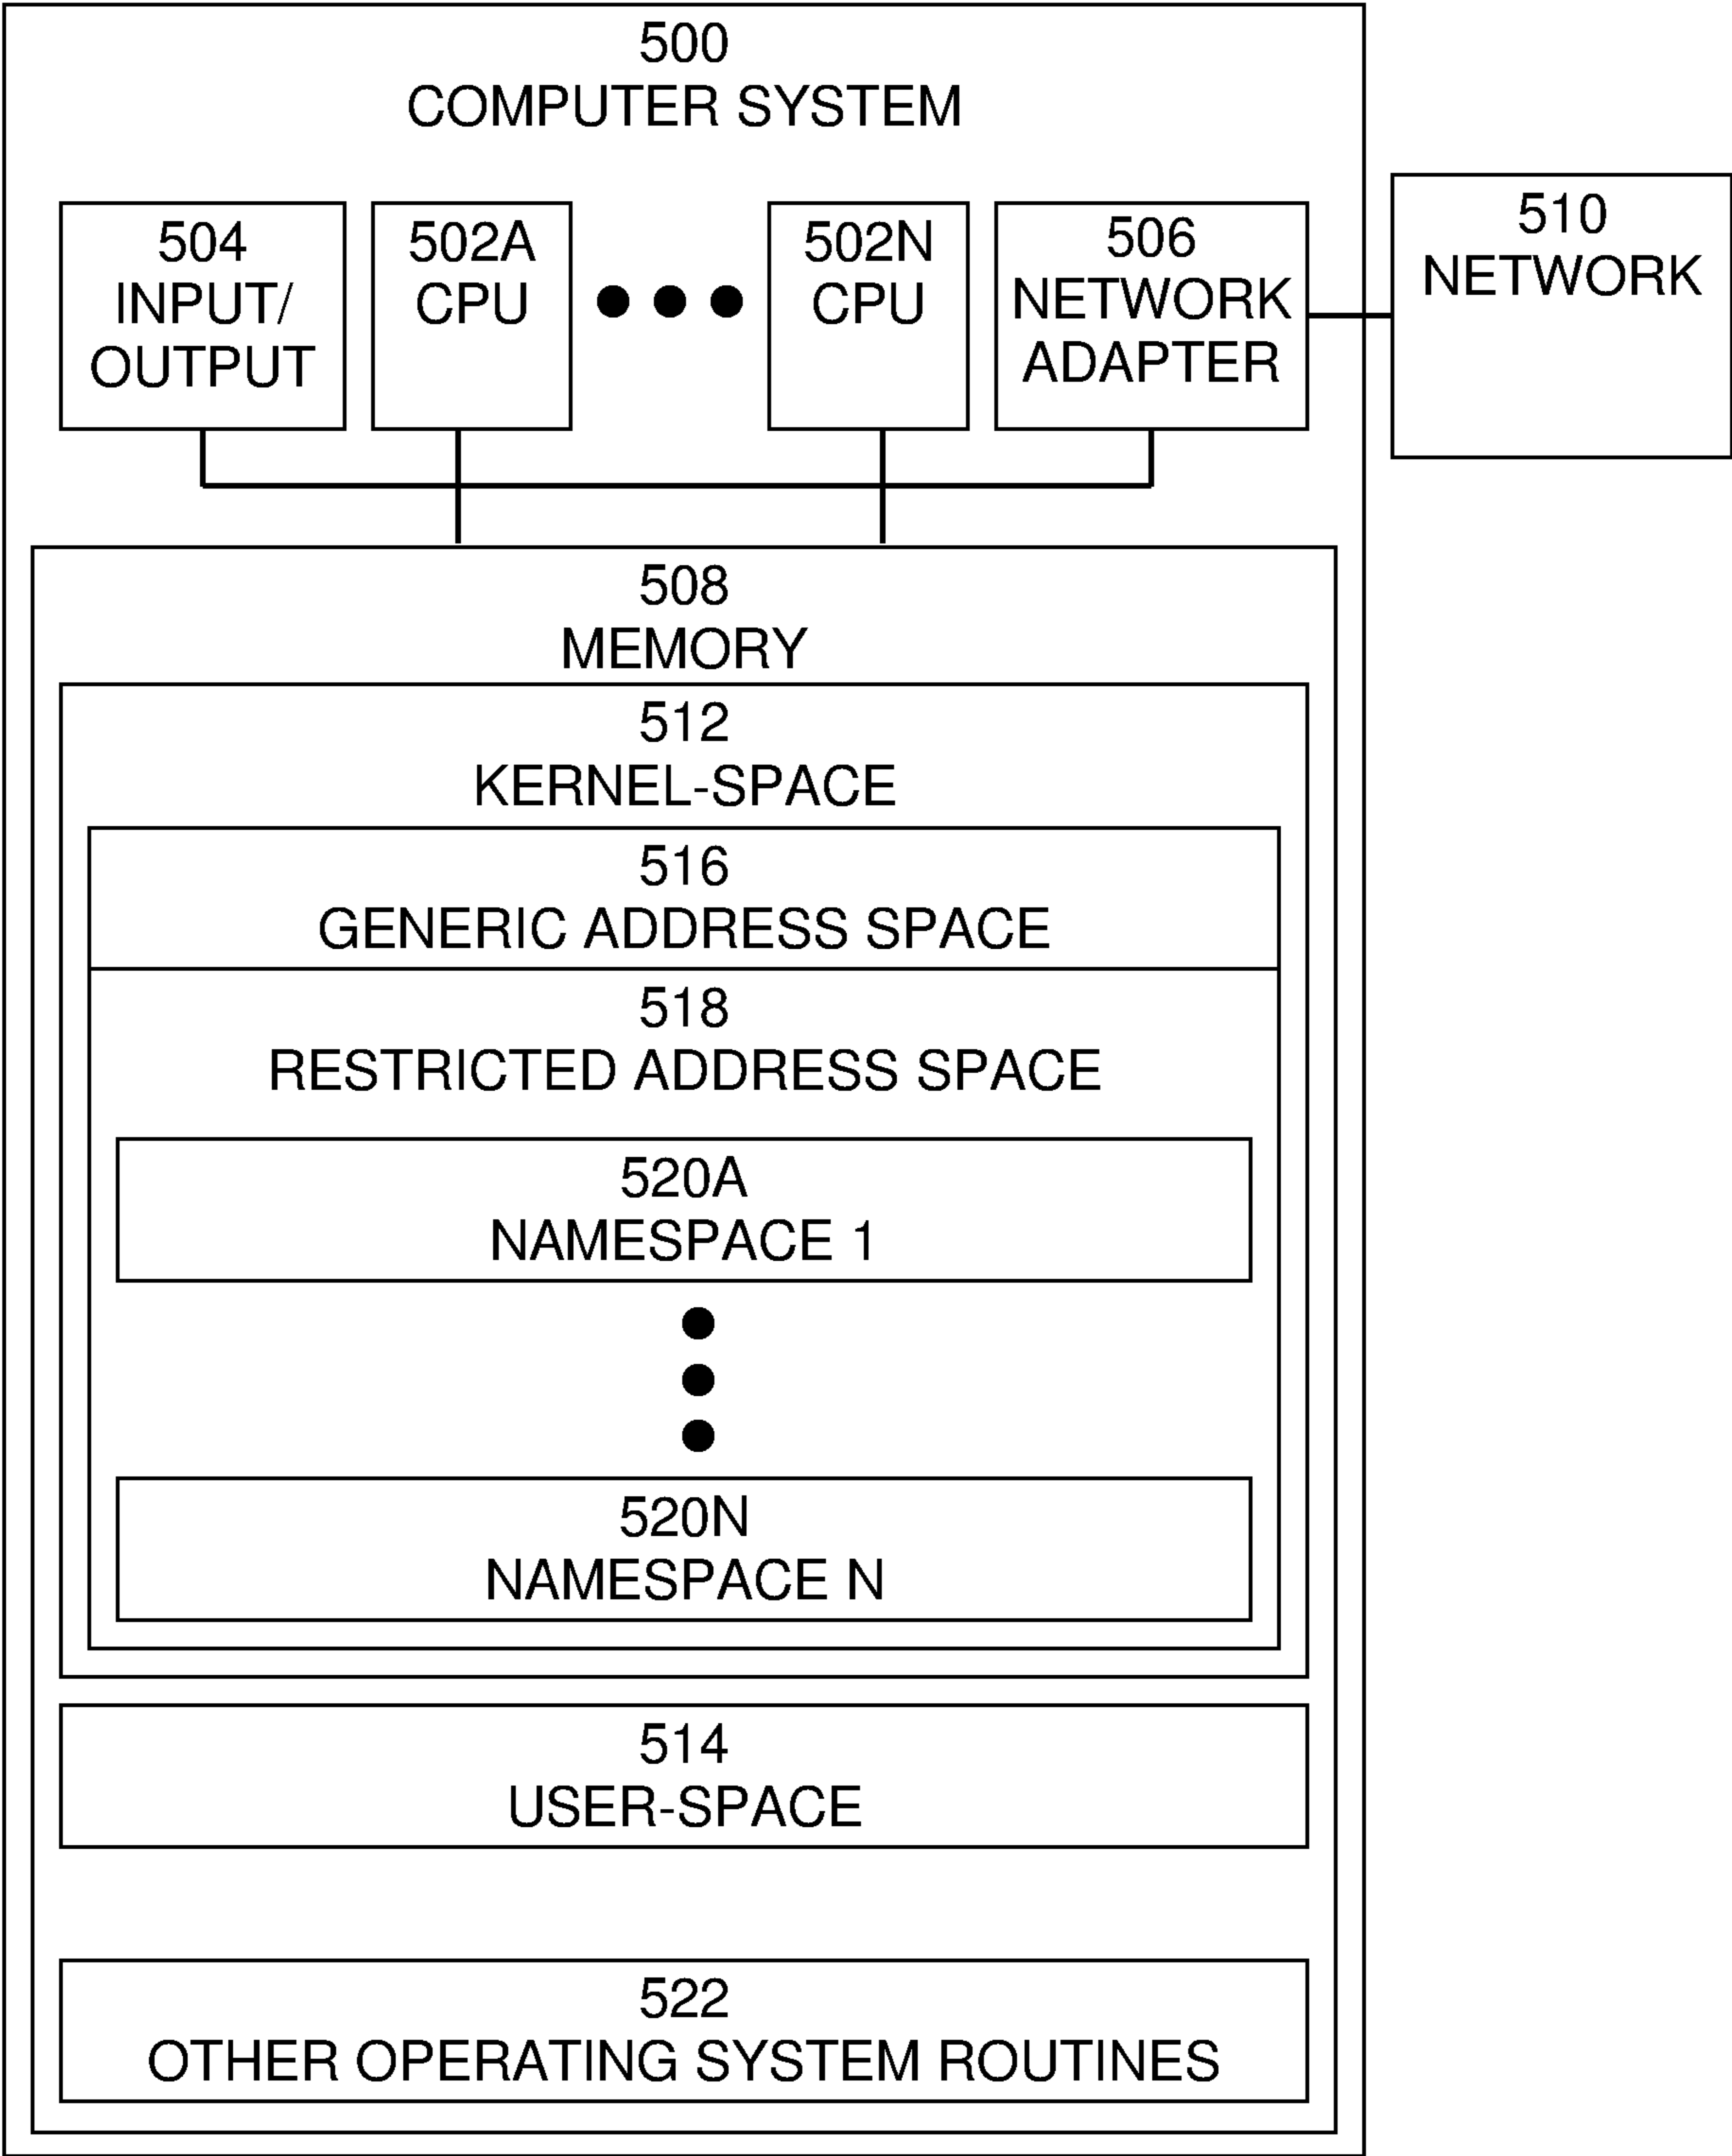 500
COMPUTER SYSTEM
504
INPUT/
OUTPUT
502A
CPU
502N
CPU
506
NETWORK
ADAPTER
510
NETWORK
508
MEMORY
512
KERNEL-SPACE
516
GENERIC ADDRESS SPACE
518
RESTRICTED ADDRESS SPACE
520A
NAMESPACE 1
520N
NAMESPACE N
514
USER-SPACE
522
OTHER OPERATING SYSTEM ROUTINES